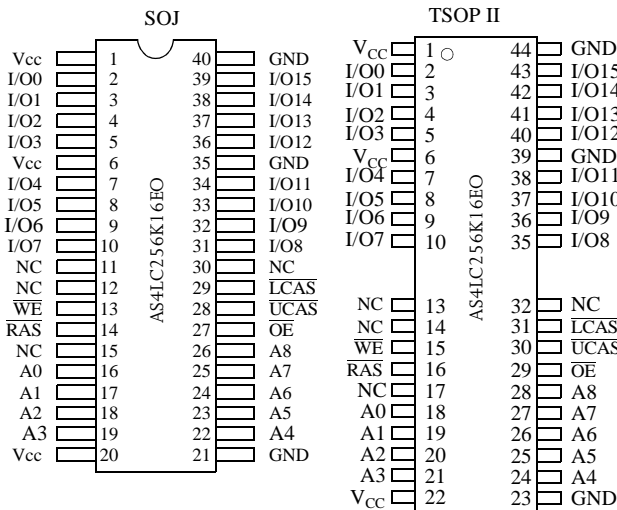 SOJ
Vcc 1 40 GND
I/O0 2 39 I/O15
I/O1 3 38 I/O14
I/O2 4 37 I/O13
I/O3 5 36 I/O12
Vcc 6 35 GND
I/O4 7 34 I/O11
I/O5 8 33 I/O10
I/O6 9 32 I/O9
I/O7 10 31 I/O8
NC 11 30 NC
NC 12 29 LCAS
WE 13 28 UCAS
RAS 14 27 OE
NC 15 26 A8
A0 16 25 A7
A1 17 24 A6
A2 18 23 A5
A3 19 22 A4
Vcc 20 21 GND
AS4LC256K16EO
TSOP II
VCC 1 44 GND
I/O0 2 43 I/O15
I/O1 3 42 I/O14
I/O2 4 41 I/O13
I/O3 5 40 I/O12
VCC 6 39 GND
I/O4 7 38 I/O11
I/O5 8 37 I/O10
I/O6 9 36 I/O9
I/O7 10 35 I/O8
NC 13 32 NC
NC 14 31 LCAS
WE 15 30 UCAS
RAS 16 29 OE
NC 17 28 A8
A0 18 27 A7
A1 19 26 A6
A2 20 25 A5
A3 21 24 A4
VCC 22 23 GND
AS4LC256K16EO